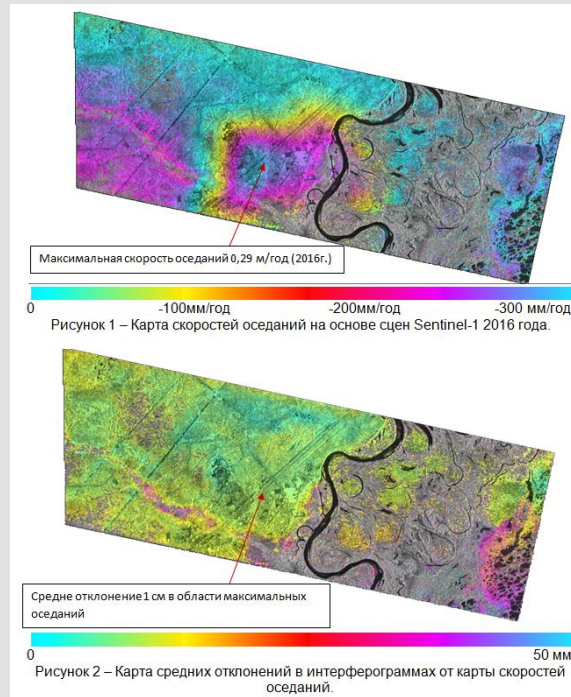 Максимальная скорость оседаний 0,29 м/год (2016г.)
0 -100мм/год -200мм/год -300 мм/год
Рисунок 1 – Карта скоростей оседаний на основе сцен Sentinel-1 2016 года.
Средне отклонение 1 см в области максимальных
оседаний
0 50 мм
Рисунок 2 – Карта средних отклонений в интерферограммах от карты скоростей
оседаний.